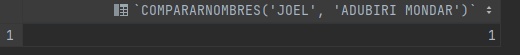 `COMPARARNOMBRES('JOEL', 'ADUBIRI MONDAR')`
1 1